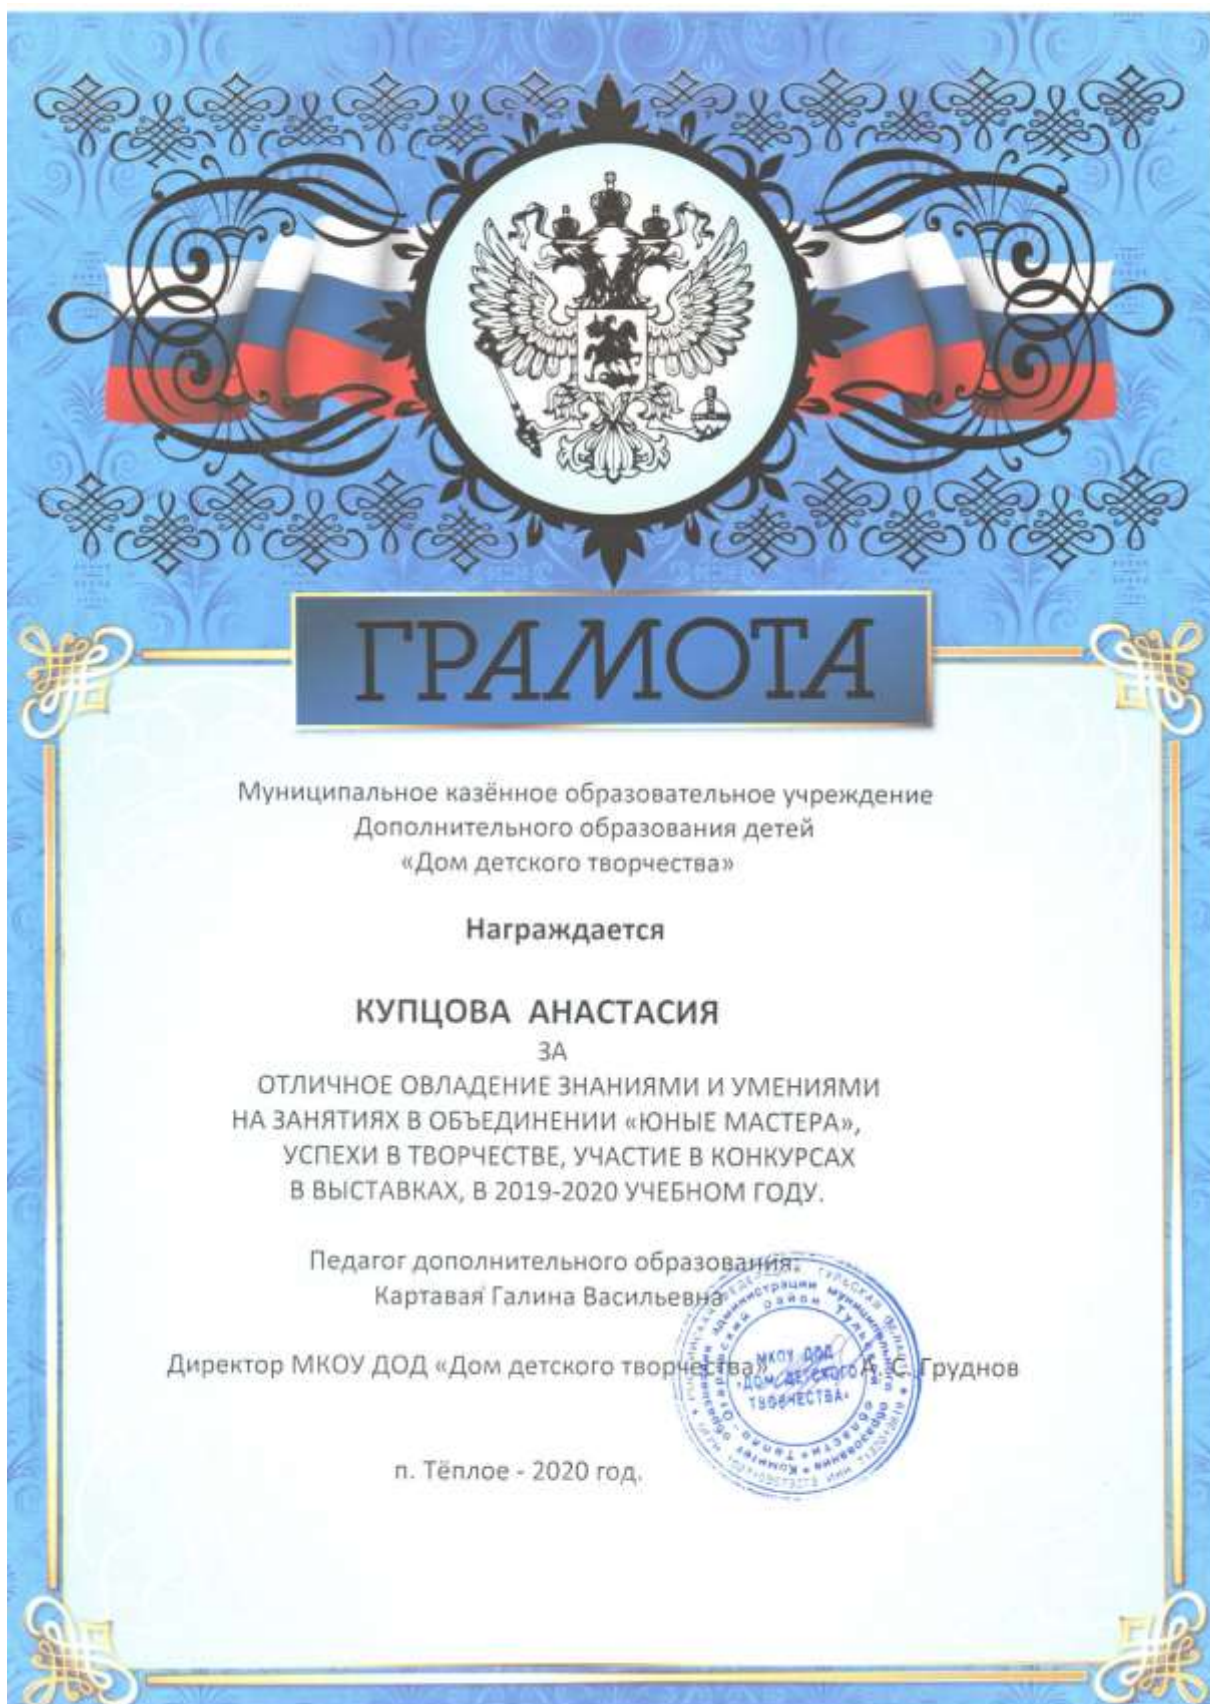 ГРАМОТА
Муниципальное казённое образовательное учреждение
Дополнительного образования детей
«Дом детского творчества»
Награждается
КУПЦОВА АНАСТАСИЯ
ЗА
ОТЛИЧНОЕ ОВЛАДЕНИЕ ЗНАНИЯМИ И УМЕНИЯМИ
НА ЗАНЯТИЯХ В ОБЪЕДИНЕНИИ «ЮНЫЕ МАСТЕРА»,
УСПЕХИ В ТВОРЧЕСТВЕ, УЧАСТИЕ В КОНКУРСАХ
В ВЫСТАВКАХ, В 2019-2020 УЧЕБНОМ ГОДУ.
Педагог дополнительного образования:
Картавая Галина Васильевна
Директор МКОУ ДОД «Дом детского творчества» А. С. Груднов
МКОУ ДОД
«ДОМ ДЕТСКОГО
ТВОРЧЕСТВА»
п. Тёплое - 2020 год.